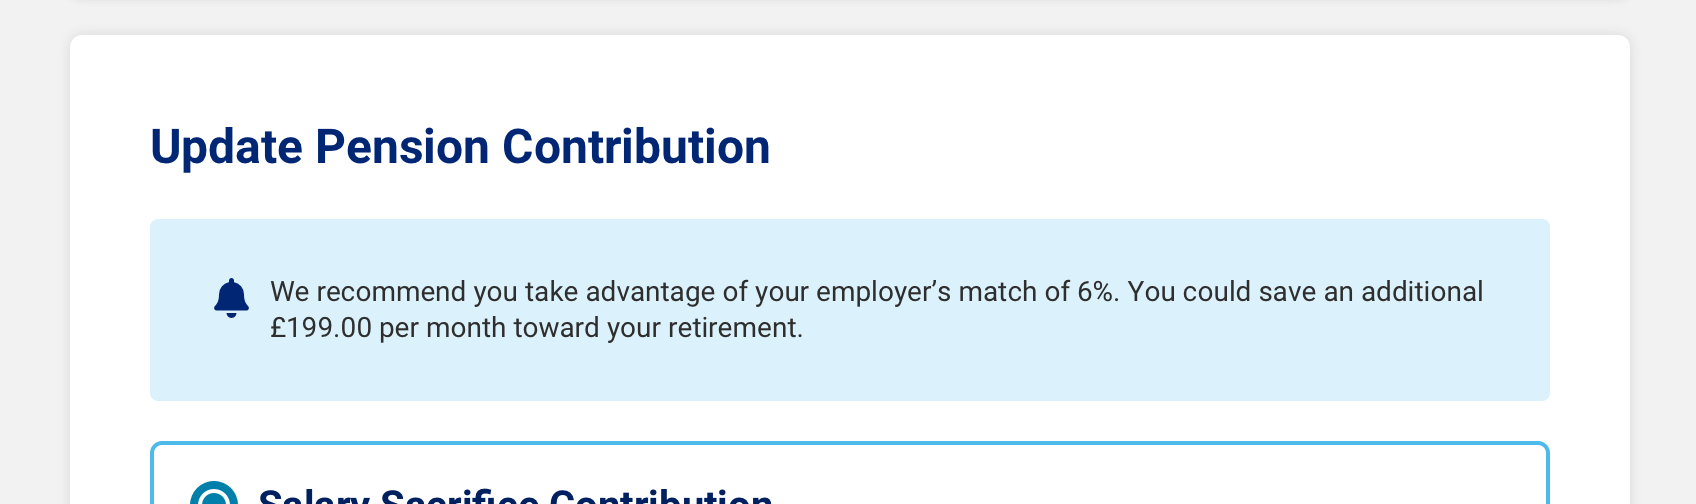 Update Pension Contribution
We recommend you take advantage of your employer’s match of 6%. You could save an additional
£199.00 per month toward your retirement.
Salary Sacrifice Contribution